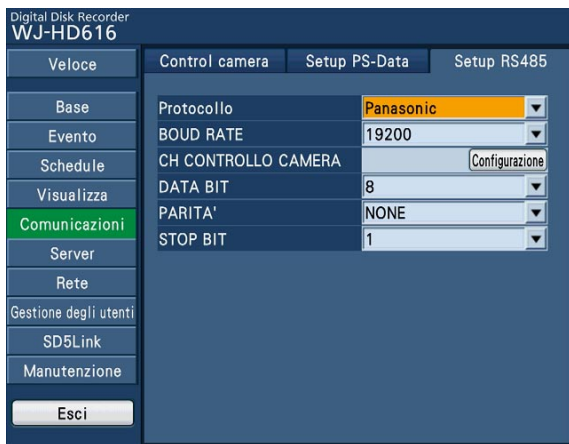 Digital Disk Recorder
WJ-HD616
Veloce
Base
Evento
Schedule
Visualizza
Comunicazioni
Server
Rete
Gestione degli utenti
SD5Link
Manutenzione
Esci
Control camera Setup PS-Data Setup RS485
Protocollo Panasonic
BOUD RATE 19200
CH CONTROLLO CAMERA Configurazione
DATA BIT 8
PARITA' NONE
STOP BIT 1